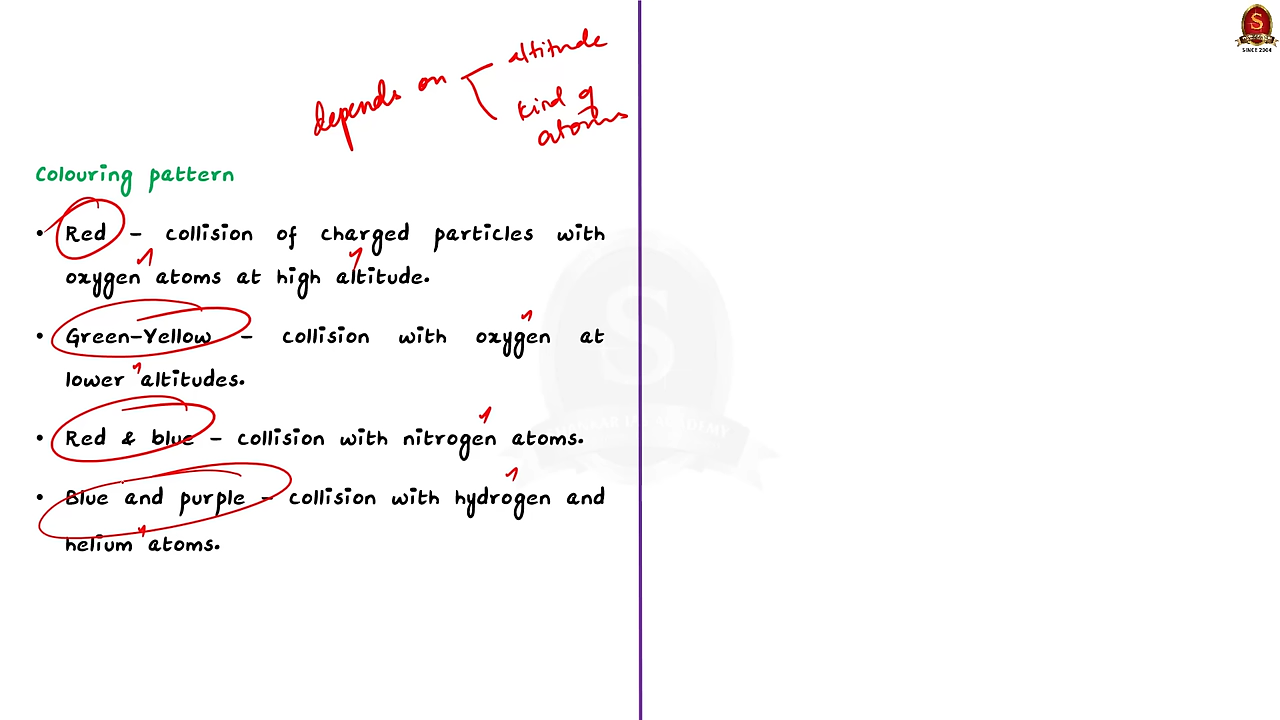 depends on
altitude
kind of
atoms
Colouring pattern
• Red - collision of charged particles with
oxygen atoms at high altitude.
• Green-Yellow - collision with oxygen at
lower altitudes.
• Red & blue - collision with nitrogen atoms.
• Blue and purple - collision with hydrogen and
helium atoms.
S
SINCE 2004